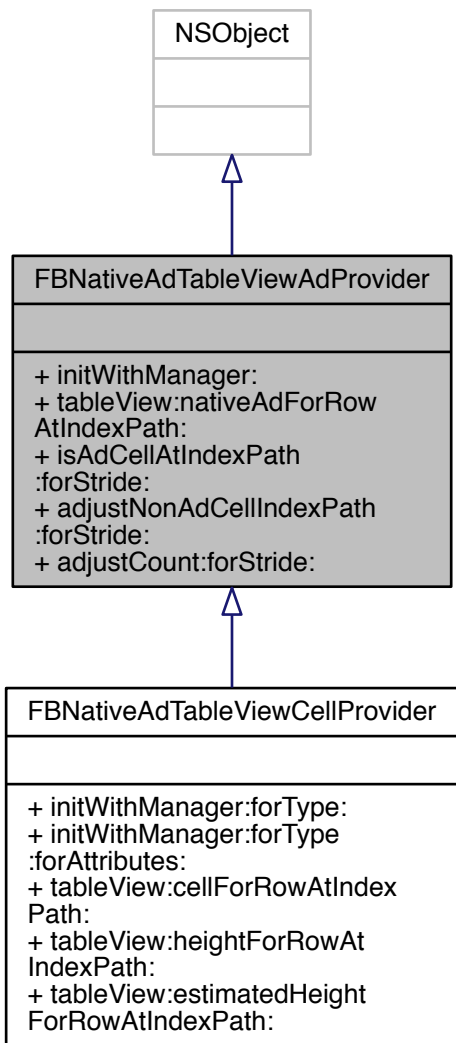 NSObject
FBNativeAdTableViewAdProvider
+ initWithManager:
+ tableView:nativeAdForRow
AtIndexPath:
+ isAdCellAtIndexPath
:forStride:
+ adjustNonAdCellIndexPath
:forStride:
+ adjustCount:forStride:
FBNativeAdTableViewCellProvider
+ initWithManager:forType:
+ initWithManager:forType
:forAttributes:
+ tableView:cellForRowAtIndex
Path:
+ tableView:heightForRowAt
IndexPath:
+ tableView:estimatedHeight
ForRowAtIndexPath: